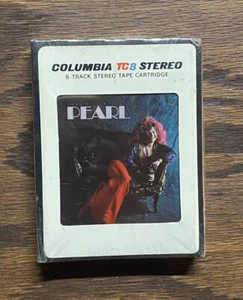 COLUMBIA TC8 STEREO
8-TRACK STEREO TAPE CARTRIDGE
PEARL